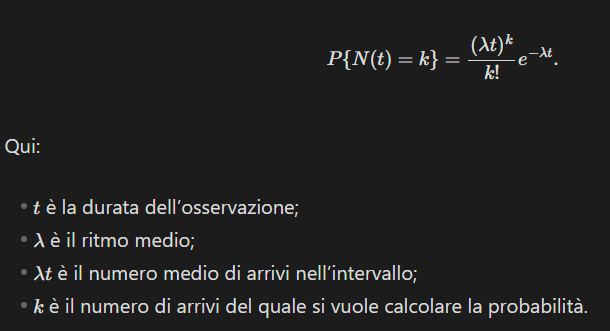 P{N(t) = k} = (λt)^k / k! e^{−λt}.
Qui:
• t è la durata dell’osservazione;
• λ è il ritmo medio;
• λt è il numero medio di arrivi nell’intervallo;
• k è il numero di arrivi del quale si vuole calcolare la probabilità.